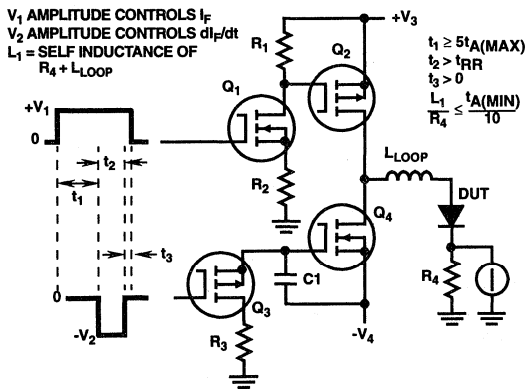 V1 AMPLITUDE CONTROLS IF
V2 AMPLITUDE CONTROLS dIF/dt
L1 = SELF INDUCTANCE OF
R4 + LLOOP
+V1
0
t2
t1
t3
0
-V2
R1
Q2
+V3
Q1
R2
Q4
C1
Q3
R3
-V4
LLOOP
DUT
R4
t1 ≥ 5tA(MAX)
t2 > tRR
t3 > 0
L1/R4 ≤ tA(MIN)/10